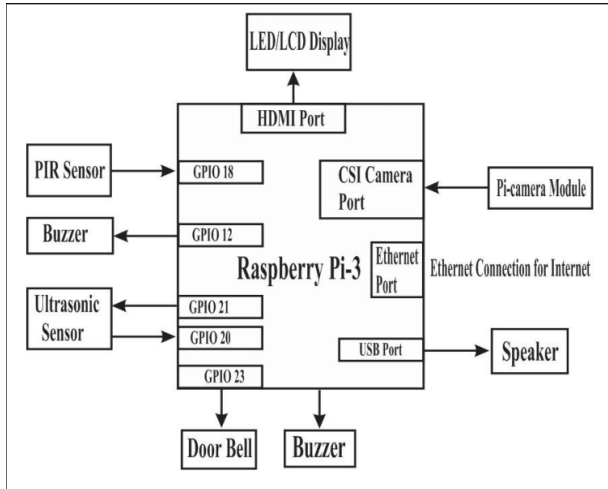 LED/LCD Display
HDMI Port
PIR Sensor
GPIO 18
CSI Camera
Port
Pi-camera Module
Buzzer
GPIO 12
Raspberry Pi-3
Ethernet
Port
Ethernet Connection for Internet
Ultrasonic
Sensor
GPIO 21
GPIO 20
USB Port
Speaker
GPIO 23
Door Bell
Buzzer